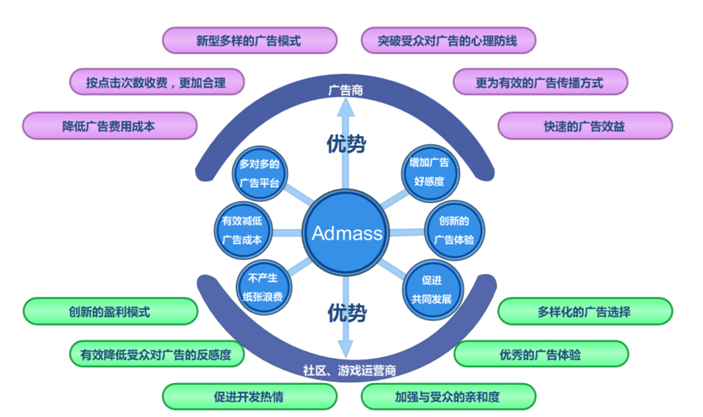 新型多样的广告模式
突破受众对广告的心理防线
按点击次数收费，更加合理
更为有效的广告传播方式
降低广告费用成本
快速的广告效益
广告商
优势
多对多的
广告平台
增加广告
好感度
有效减低
广告成本
Admass
创新的
广告体验
不产生
纸张浪费
促进
共同发展
优势
社区、游戏运营商
创新的盈利模式
多样化的广告选择
有效降低受众对广告的反感度
优秀的广告体验
促进开发热情
加强与受众的亲和度